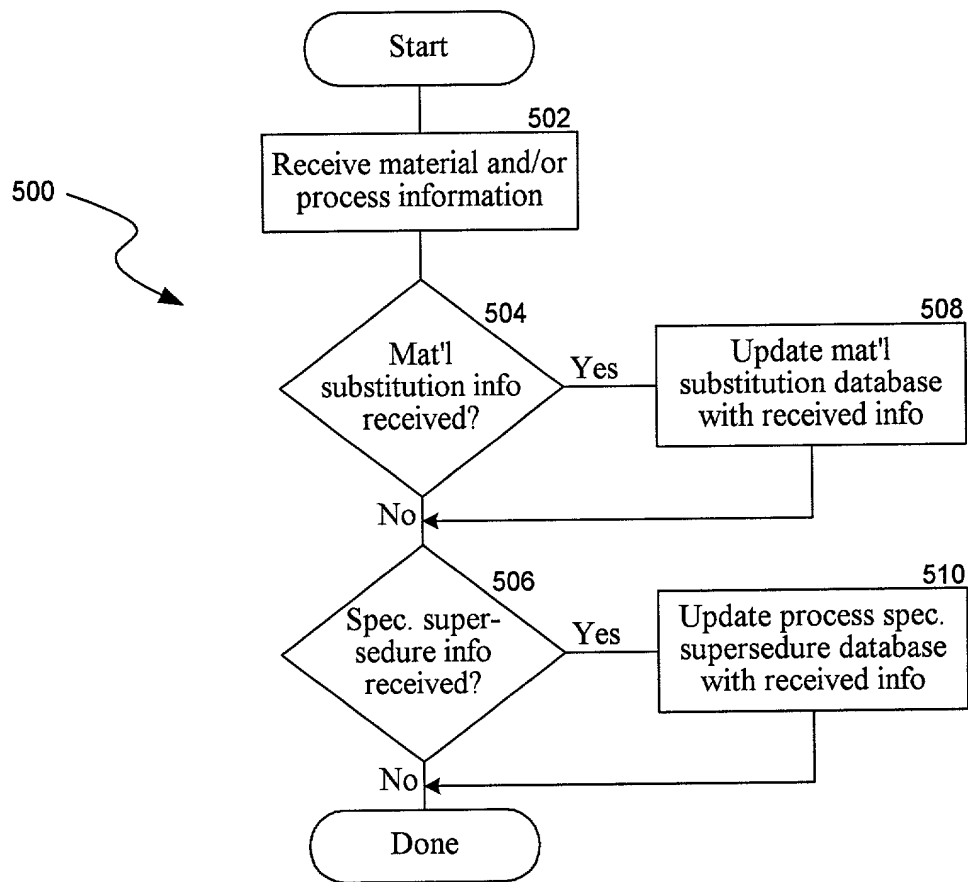 Start
502
Receive material and/or
process information
500
504
Mat'l
substitution info
received?
Yes
508
Update mat'l
substitution database
with received info
No
506
Spec. super-
sedure info
received?
Yes
510
Update process spec.
supersedure database
with received info
No
Done